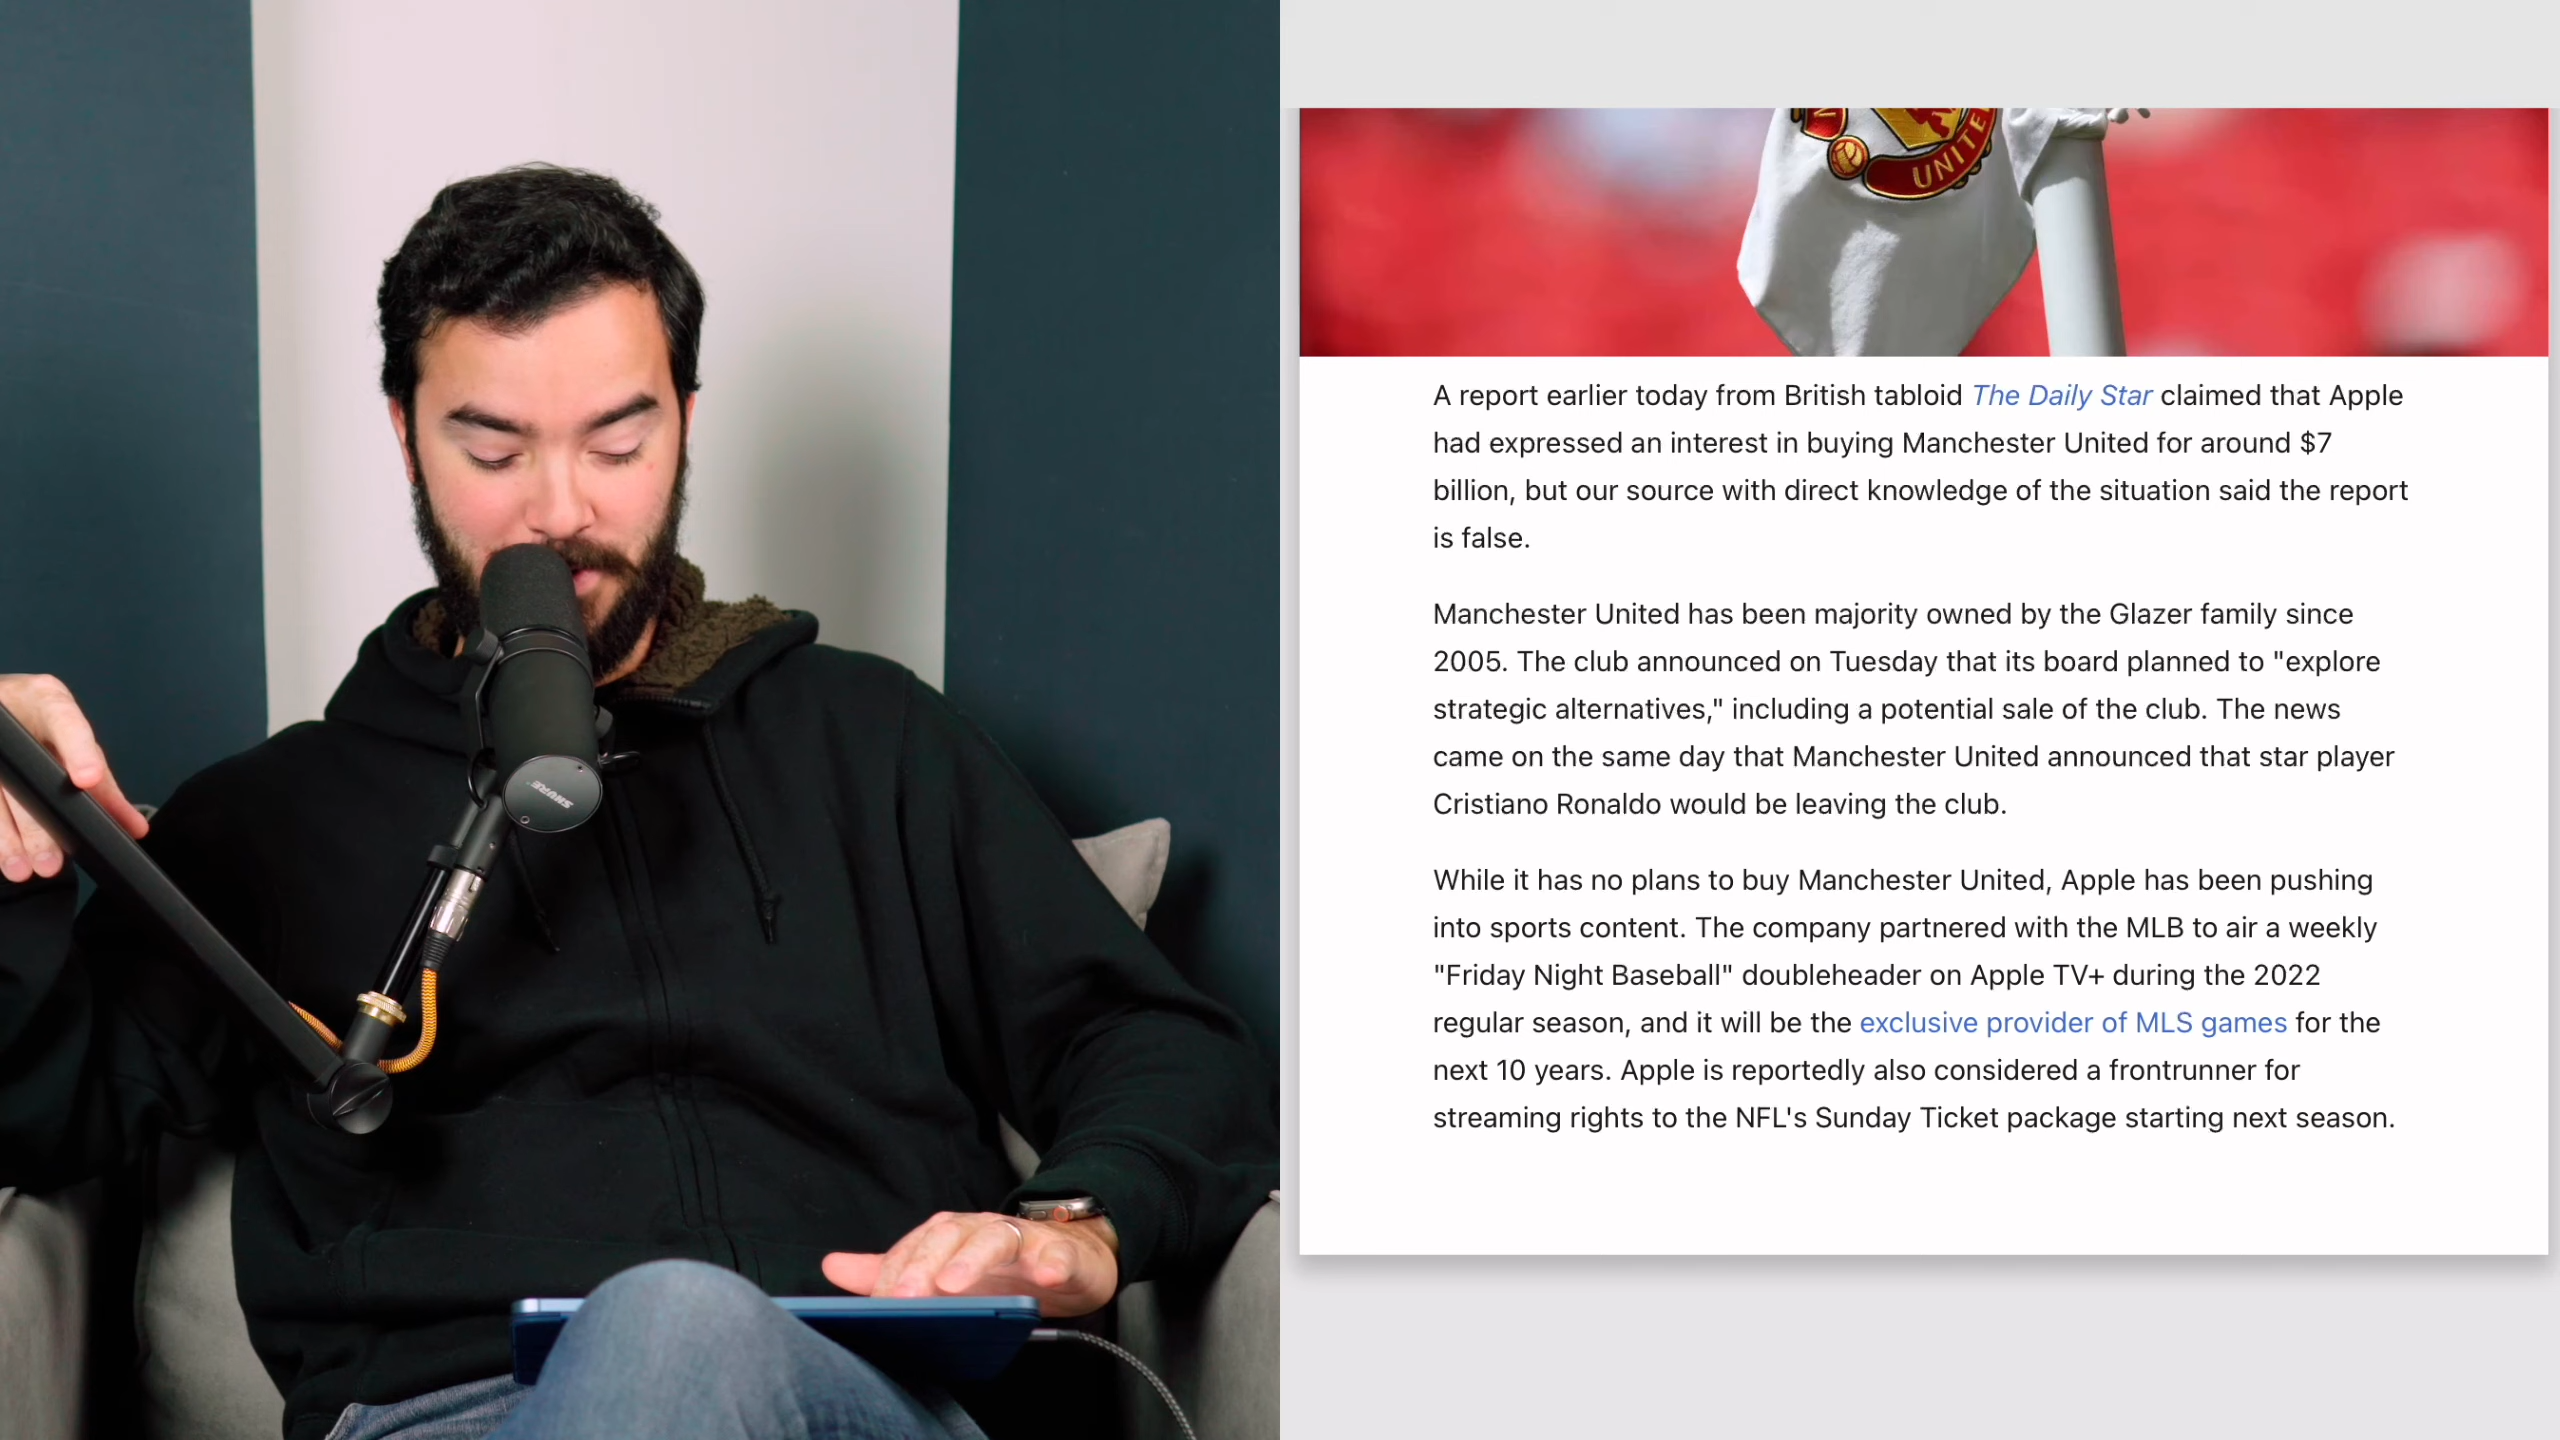 UNITE
A report earlier today from British tabloid The Daily Star claimed that Apple
had expressed an interest in buying Manchester United for around $7
billion, but our source with direct knowledge of the situation said the report
is false.
Manchester United has been majority owned by the Glazer family since
2005. The club announced on Tuesday that its board planned to "explore
strategic alternatives," including a potential sale of the club. The news
came on the same day that Manchester United announced that star player
Cristiano Ronaldo would be leaving the club.
While it has no plans to buy Manchester United, Apple has been pushing
into sports content. The company partnered with the MLB to air a weekly
"Friday Night Baseball" doubleheader on Apple TV+ during the 2022
regular season, and it will be the exclusive provider of MLS games for the
next 10 years. Apple is reportedly also considered a frontrunner for
streaming rights to the NFL's Sunday Ticket package starting next season.
SHURE